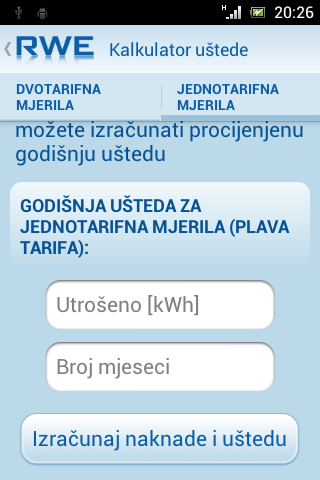 H
20:26
RWE Kalkulator uštede
DVOTARIFNA
MJERILA
JEDNOTARIFNA
MJERILA
možete izračunati procijenjenu
godišnju uštedu
GODIŠNJA UŠTEDA ZA
JEDNOTARIFNA MJERILA (PLAVA
TARIFA):
Utrošeno [kWh]
Broj mjeseci
Izračunaj naknade i uštedu